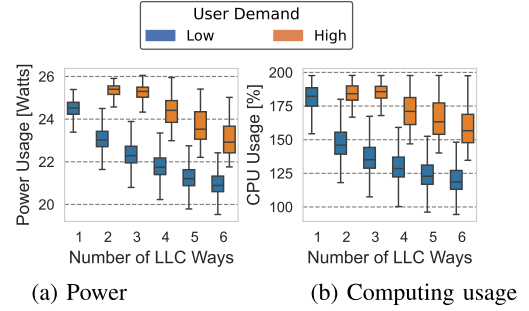 User Demand
Low High
Power Usage [Watts]
26
24
22
20
1 2 3 4 5 6
Number of LLC Ways
(a) Power
CPU Usage [%]
200
175
150
125
100
1 2 3 4 5 6
Number of LLC Ways
(b) Computing usage